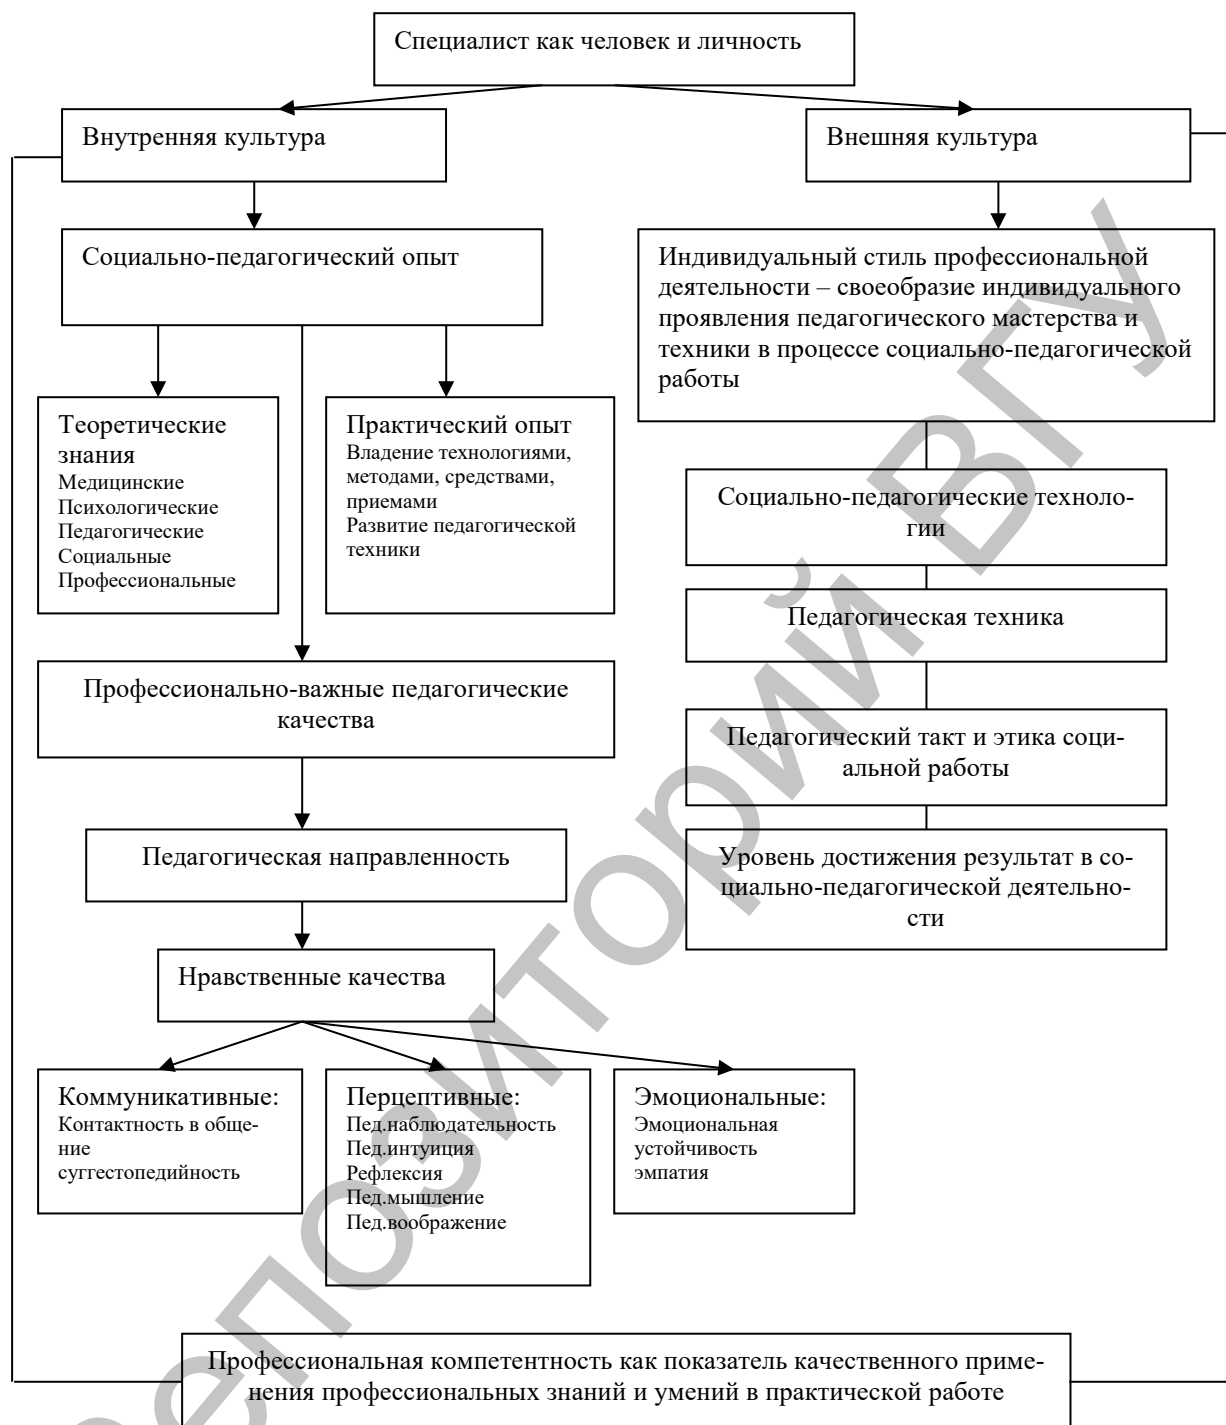 Специалист как человек и личность
Внутренняя культура
Внешняя культура
Социально-педагогический опыт
Индивидуальный стиль профессиональной
деятельности – своеобразие индивидуального
проявления педагогического мастерства и
техники в процессе социально-педагогической
работы
Теоретические
знания
Медицинские
Психологические
Педагогические
Социальные
Профессиональные
Практический опыт
Владение технологиями,
методами, средствами,
приемами
Развитие педагогической
техники
Социально-педагогические техноло-
гии
Педагогическая техника
Профессионально-важные педагогические
качества
Педагогический такт и этика соци-
альной работы
Педагогическая направленность
Уровень достижения результат в со-
циально-педагогической деятельно-
сти
Нравственные качества
Коммуникативные:
Контактность в обще-
ние
суггестопедийность
Перцептивные:
Пед.наблюдательность
Пед.интуиция
Рефлексия
Пед.мышление
Пед.воображение
Эмоциональные:
Эмоциональная
устойчивость
эмпатия
Профессиональная компетентность как показатель качественного приме-
нения профессиональных знаний и умений в практической работе
Репозиторий ВГУ